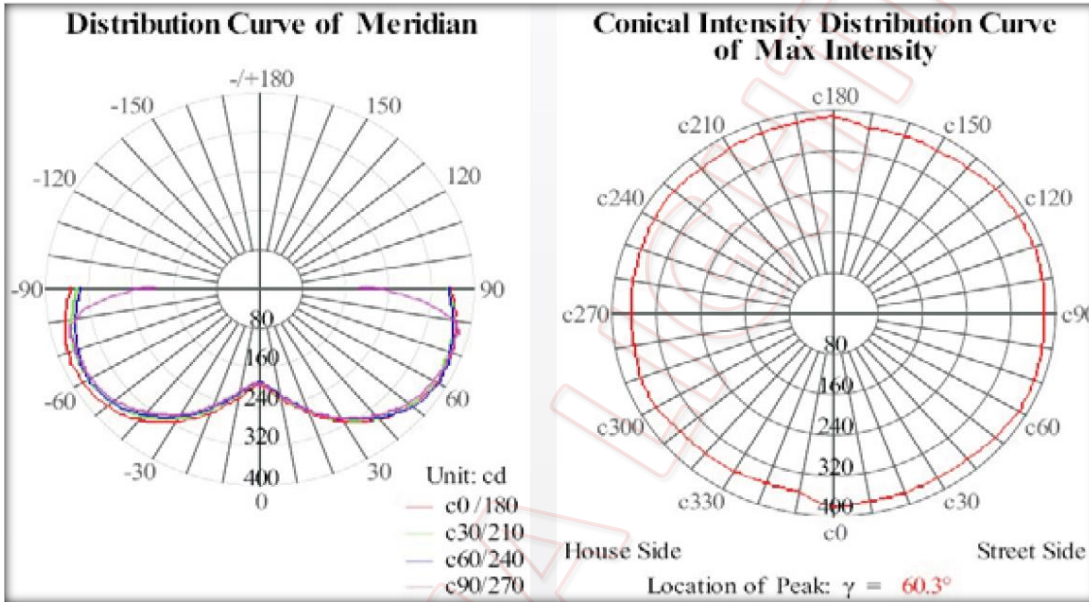 Distribution Curve of Meridian
-/+180
-150
150
-120
120
-90
90
80
160
-60
60
240
320
-30
30
400
0
Unit: cd
c0/180
c30/210
c60/240
c90/270
Conical Intensity Distribution Curve
of Max Intensity
c180
c210
c150
c240
c120
c270
c90
80
160
c300
c60
240
320
c330
c30
400
c0
House Side
Street Side
Location of Peak: γ = 60.3°